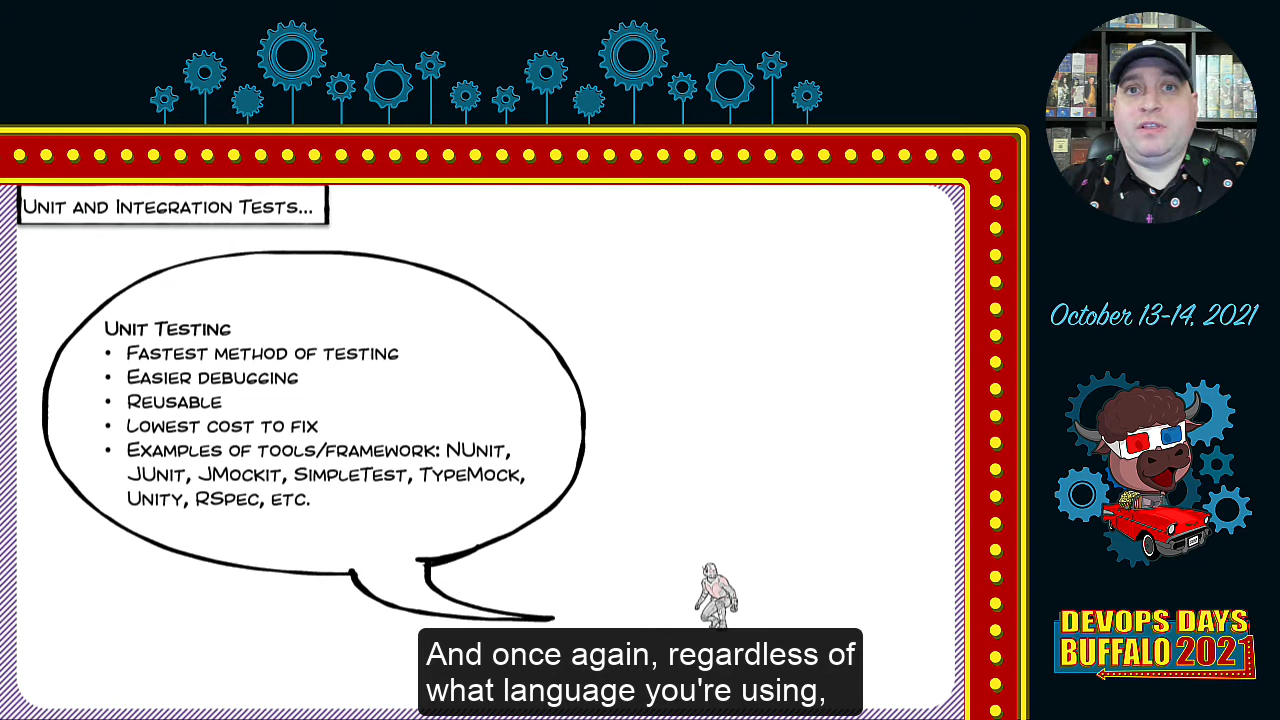 Unit and Integration Tests...
Unit Testing
• Fastest method of testing
• Easier debugging
• Reusable
• Lowest cost to fix
• Examples of tools/framework: NUnit,
JUnit, JMockit, SimpleTest, TypeMock,
Unity, RSpec, etc.
And once again, regardless of
what language you're using,
October 13-14, 2021
DEVOPS DAYS
BUFFALO 2021